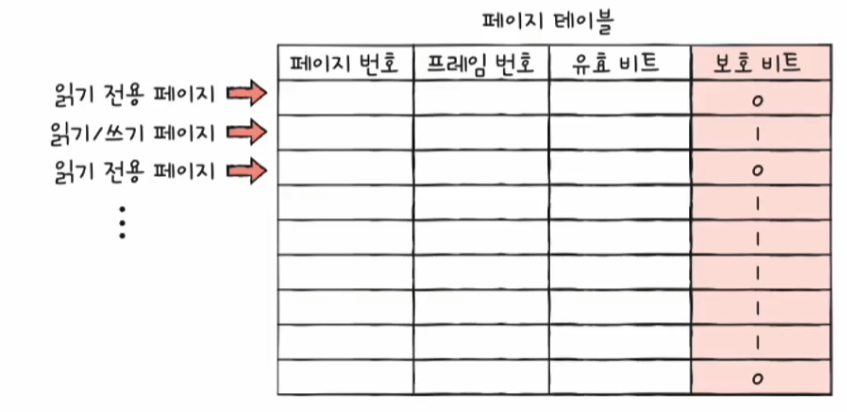 페이지 테이블
페이지 번호 프레임 번호 유효 비트 보호 비트
읽기 전용 페이지 0
읽기/쓰기 페이지 1
읽기 전용 페이지 0
1
1
1
1
1
0